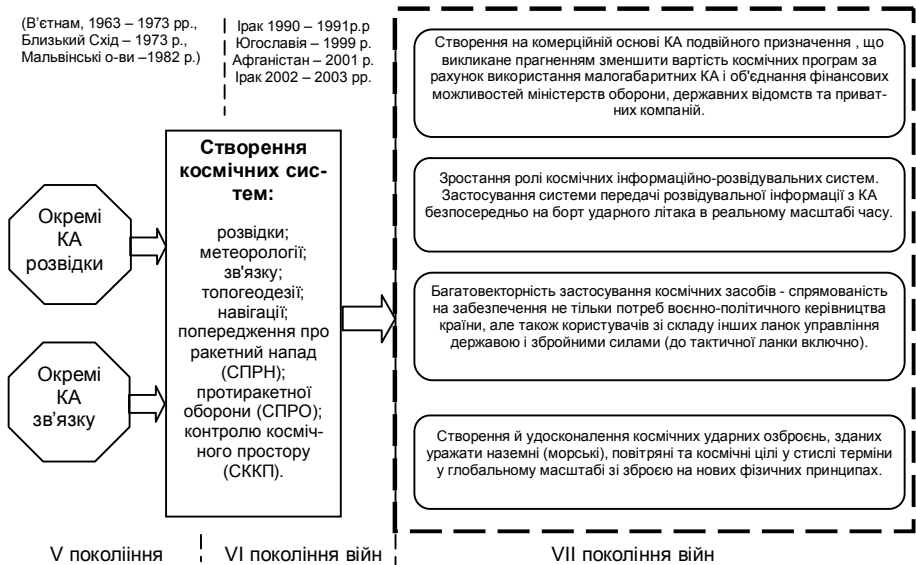 (В'єтнам, 1963 – 1973 рр.,
Близький Схід – 1973 р.,
Мальвінські о-ви –1982 р.)
Ірак 1990 – 1991р.р
Югославія – 1999 р.
Афганістан – 2001 р.
Ірак 2002 – 2003 рр.
Окремі
КА
розвідки
Окремі
КА
зв'язку
Створення
космічних сис-
тем:
розвідки;
метеорології;
зв'язку;
топогеодезії;
навігації;
попередження про
ракетний напад
(СПРН);
протиракетної
оборони (СПРО);
контролю косміч-
ного простору
(СККП).
Створення на комерційній основі КА подвійного призначення , що
викликане прагненням зменшити вартість космічних програм за
рахунок використання малогабаритних КА і об'єднання фінансових
можливостей міністерств оборони, державних відомств та приват-
них компаній.
Зростання ролі космічних інформаційно-розвідувальних систем.
Застосування системи передачі розвідувальної інформації з КА
безпосередньо на борт ударного літака в реальному масштабі часу.
Багатовекторність застосування космічних засобів - спрямованість
на забезпечення не тільки потреб воєнно-політичного керівництва
країни, але також користувачів зі складу інших ланок управління
державою і збройними силами (до тактичної ланки включно).
Створення й удосконалення космічних ударних озброєнь, зданих
уражати наземні (морські), повітряні та космічні цілі у стислі терміни
у глобальному масштабі зі зброєю на нових фізичних принципах.
V поколііння
VI покоління війн
VII покоління війн